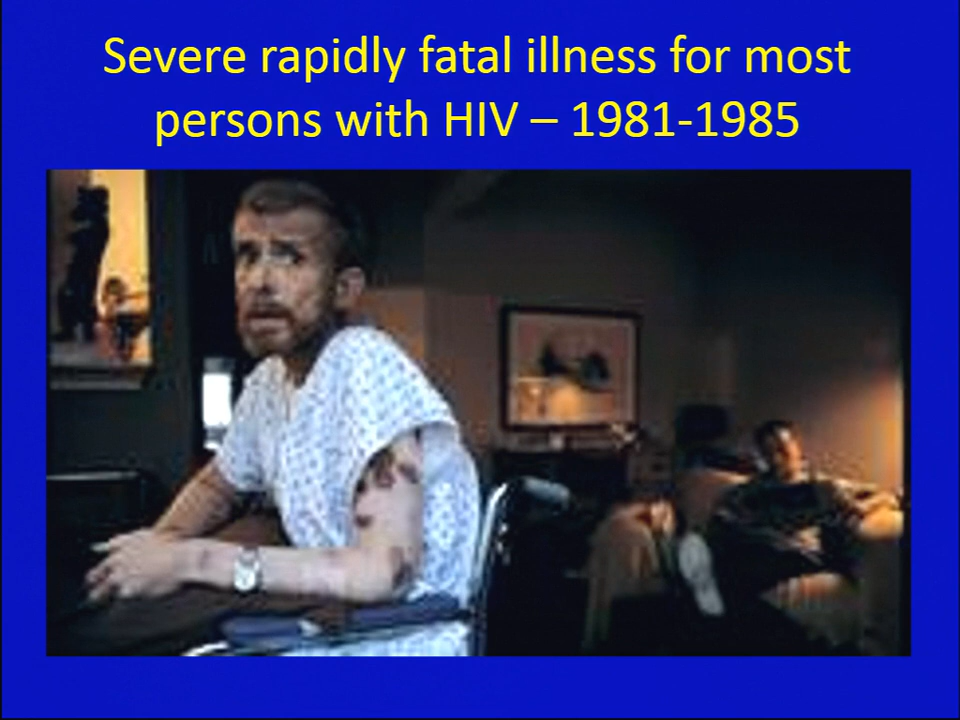 Severe rapidly fatal illness for most
persons with HIV – 1981-1985